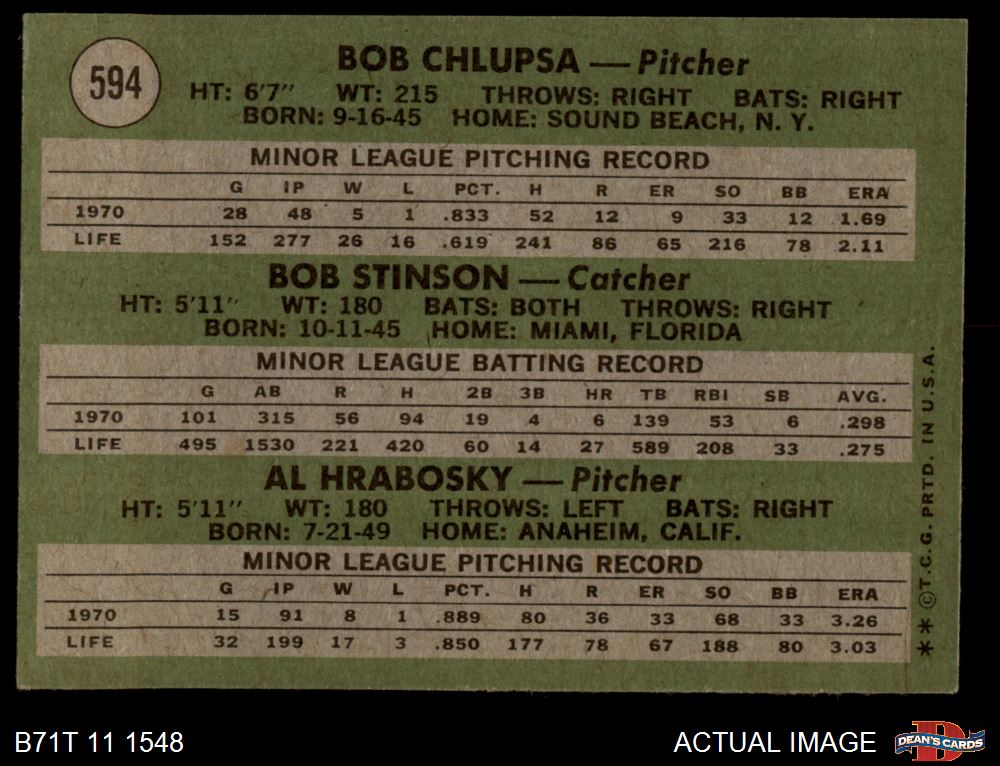 594
BOB CHLUPSA — Pitcher
HT: 6'7" WT: 215 THROWS: RIGHT BATS: RIGHT
BORN: 9-16-45 HOME: SOUND BEACH, N. Y.
MINOR LEAGUE PITCHING RECORD
G IP W L PCT. H R ER SO BB ERA
1970 28 48 5 1 .833 52 12 9 33 12 1.69
LIFE 152 277 26 16 .619 241 86 65 216 78 2.11
BOB STINSON — Catcher
HT: 5'11" WT: 180 BATS: BOTH THROWS: RIGHT
BORN: 10-11-45 HOME: MIAMI, FLORIDA
MINOR LEAGUE BATTING RECORD
G AB R H 2B 3B HR TB RBI SB AVG.
1970 101 315 56 94 19 4 6 139 53 6 .298
LIFE 495 1530 221 420 60 14 27 589 208 33 .275
AL HRABOSKY — Pitcher
HT: 5'11" WT: 180 THROWS: LEFT BATS: RIGHT
BORN: 7-21-49 HOME: ANAHEIM, CALIF.
MINOR LEAGUE PITCHING RECORD
G IP W L PCT. H R ER SO BB ERA
1970 15 91 8 1 .889 80 36 33 68 33 3.26
LIFE 32 199 17 3 .850 177 78 67 188 80 3.03
** © T.C.G. PRTD. IN U.S.A.
B71T 11 1548
ACTUAL IMAGE
DEAN'S CARDS